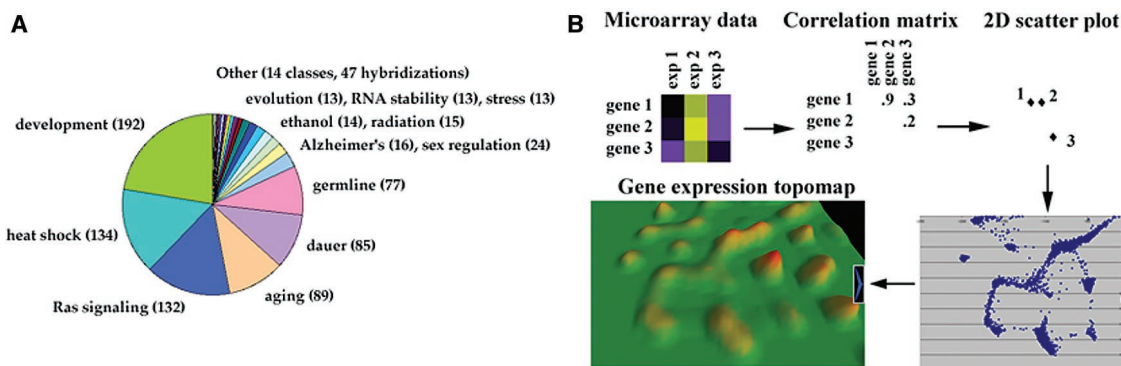 A
Other (14 classes, 47 hybridizations)
evolution (13), RNA stability (13), stress (13)
ethanol (14), radiation (15)
Alzheimer's (16), sex regulation (24)
development (192)
germline (77)
heat shock (134)
dauer (85)
Ras signaling (132)
aging (89)
B
Microarray data
exp 1
exp 2
exp 3
gene 1
gene 2
gene 3
Correlation matrix
gene 1
gene 2
gene 3
gene 1 .9 .3
gene 2 .2
gene 3
2D scatter plot
1 2
3
Gene expression topomap